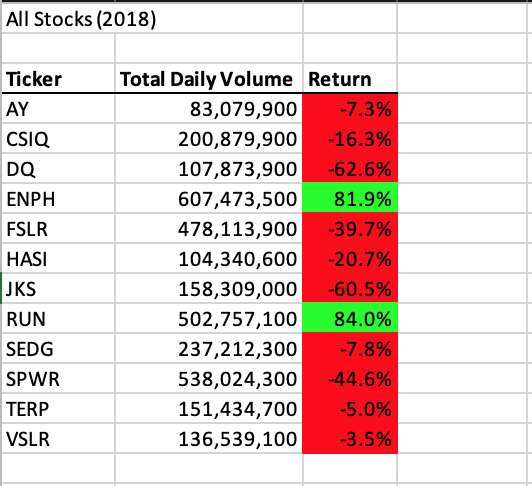 All Stocks (2018)
Ticker Total Daily Volume Return
AY 83,079,900 -7.3%
CSIQ 200,879,900 -16.3%
DQ 107,873,900 -62.6%
ENPH 607,473,500 81.9%
FSLR 478,113,900 -39.7%
HASI 104,340,600 -20.7%
JKS 158,309,000 -60.5%
RUN 502,757,100 84.0%
SEDG 237,212,300 -7.8%
SPWR 538,024,300 -44.6%
TERP 151,434,700 -5.0%
VSLR 136,539,100 -3.5%